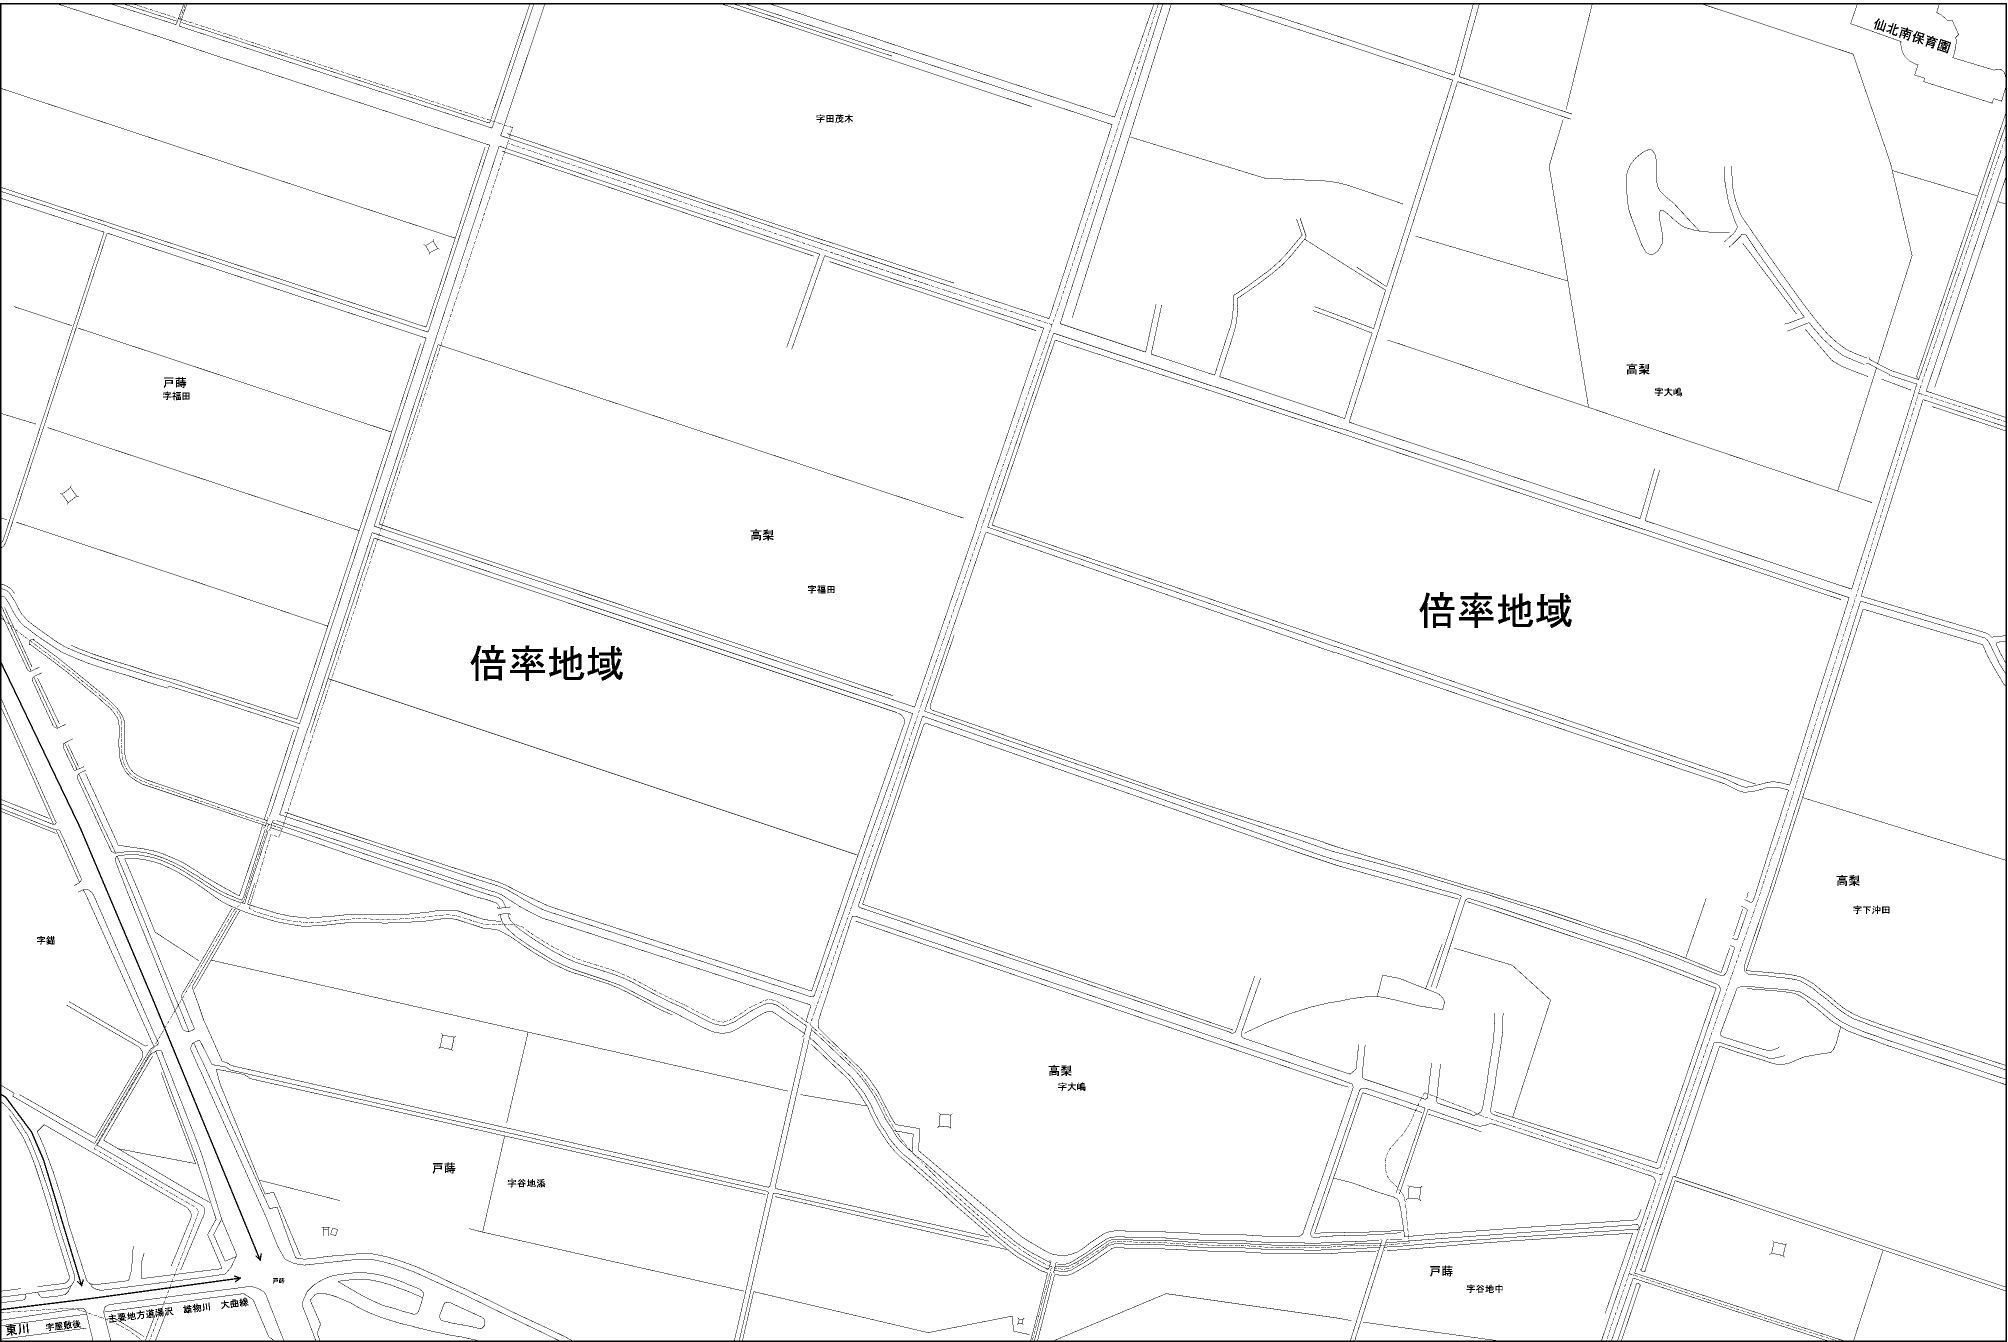 仙北南保育園
字田茂木
高梨
字大嶋
戸蒔
字福田
高梨
字福田
倍率地域
倍率地域
高梨
字下沖田
字錨
高梨
字大嶋
戸蒔
字谷地添
戸蒔
字谷地中
戸蒔
主要地方道湯沢 雄物川 大曲線
東川 字屋敷後